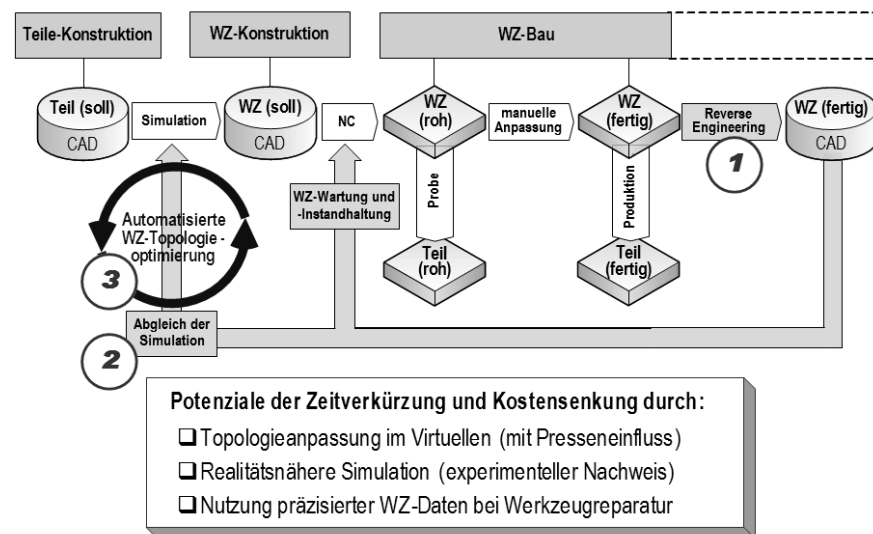 Teile-Konstruktion
WZ-Konstruktion
WZ-Bau
Teil (soll)
CAD
Simulation
WZ (soll)
CAD
NC
WZ
(roh)
manuelle
Anpassung
WZ
(fertig)
Reverse
Engineering
1
WZ (fertig)
CAD
WZ-Wartung und
-Instandhaltung
Probe
Produktion
Automatisierte
WZ-Topologie-
optimierung
3
Teil
(roh)
Teil
(fertig)
Abgleich der
Simulation
2
Potenziale der Zeitverkürzung und Kostensenkung durch:
❑ Topologieanpassung im Virtuellen (mit Presseneinfluss)
❑ Realitätsnähere Simulation (experimenteller Nachweis)
❑ Nutzung präzisierter WZ-Daten bei Werkzeugreparatur